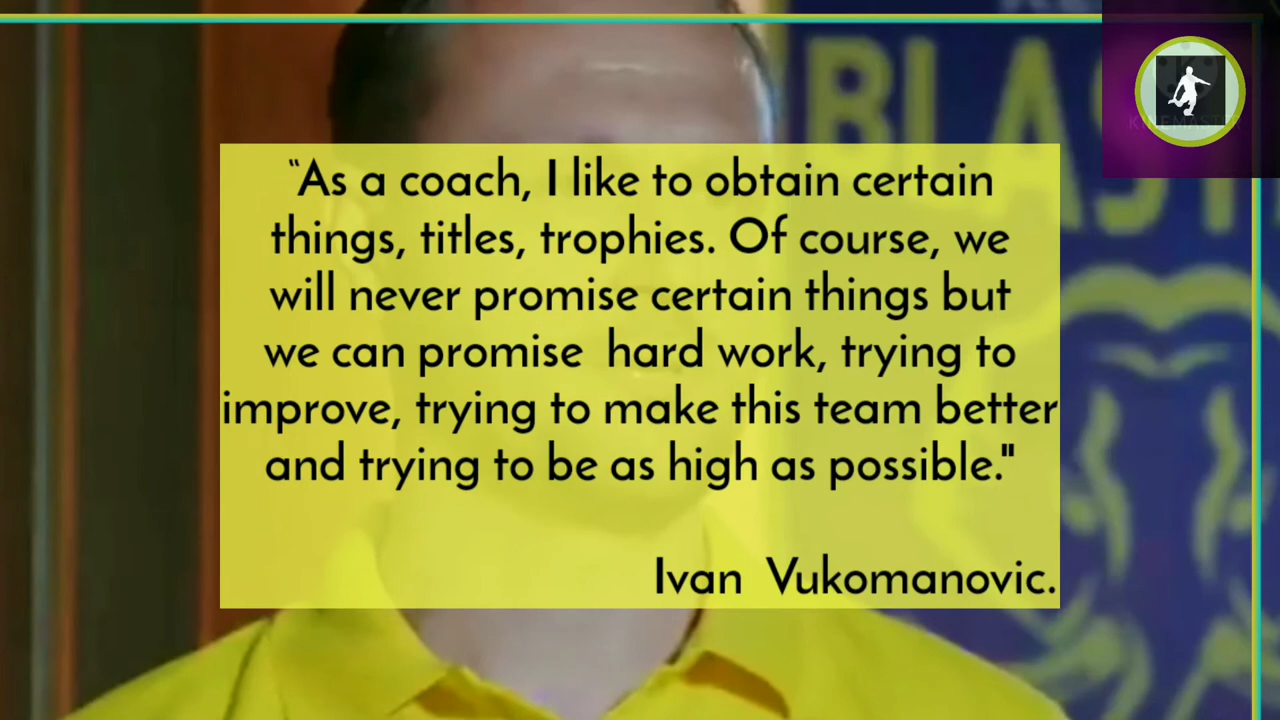 “As a coach, I like to obtain certain
things, titles, trophies. Of course, we
will never promise certain things but
we can promise hard work, trying to
improve, trying to make this team better
and trying to be as high as possible."
Ivan Vukomanovic.
BLAST